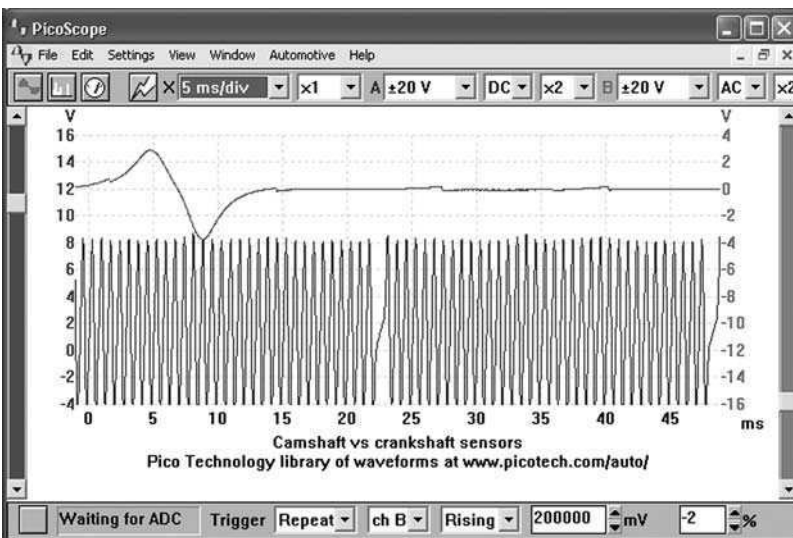 PicoScope
File Edit Settings View Window Automotive Help
X 5 ms/div x1 A ±20 V DC x2 B ±20 V AC x2
V V
16 4
14 2
12 0
10 -2
8 -4
6 -6
4 -8
2 -10
0 -12
-2 -14
-4 -16
0 5 10 15 20 25 30 35 40 45 ms
Camshaft vs crankshaft sensors
Pico Technology library of waveforms at www.picotech.com/auto/
Waiting for ADC Trigger Repeat ch B Rising 200000 mV -2 %